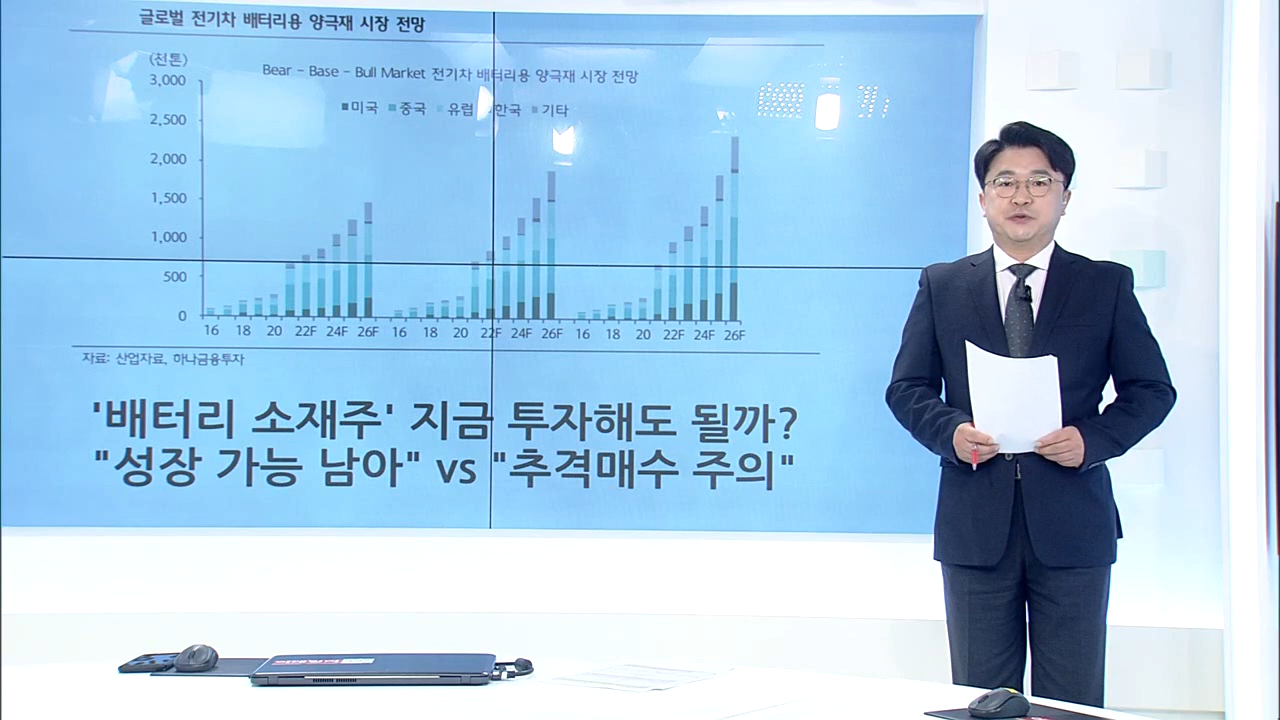 글로벌 전기차 배터리용 양극재 시장 전망
(천톤)
Bear - Base - Bull Market 전기차 배터리용 양극재 시장 전망
미국 중국 유럽 한국 기타
3,000
2,500
2,000
1,500
1,000
500
0
16 18 20 22F 24F 26F 16 18 20 22F 24F 26F 16 18 20 22F 24F 26F
자료: 산업자료, 하나금융투자
'배터리 소재주' 지금 투자해도 될까?
"성장 가능 남아" vs "추격매수 주의"